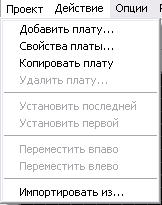 Проект Действие Опции
Добавить плату...
Свойства платы...
Копировать плату
Удалить плату...
Установить последней
Установить первой
Переместить вправо
Переместить влево
Импортировать из...